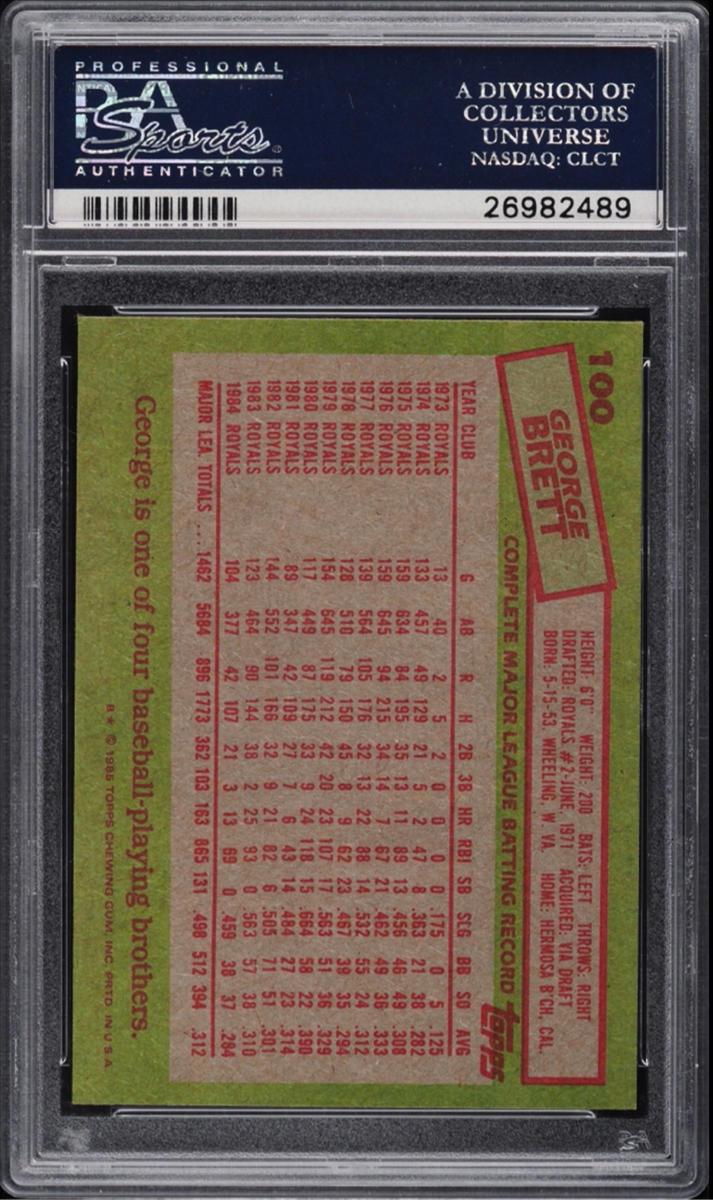 PROFESSIONAL
PSA
Sports
AUTHENTICATOR
A DIVISION OF
COLLECTORS
UNIVERSE
NASDAQ: CLCT
26982489
100
GEORGE
BRETT
HEIGHT: 6'0" WEIGHT: 200 BATS: LEFT THROWS: RIGHT
DRAFTED: ROYALS #2-JUNE, 1971 ACQUIRED: VIA DRAFT
BORN: 5-15-53, WHEELING, W. VA. HOME: HERMOSA B'CH, CAL.
COMPLETE MAJOR LEAGUE BATTING RECORD topps
YEAR CLUB G AB R H 2B 3B HR RBI SB SEG BB SO AVG
1973 ROYALS 13 40 2 5 2 0 0 0 0 .175 0 5 .125
1974 ROYALS 133 457 49 129 21 5 2 47 8 .363 21 38 .282
1975 ROYALS 159 634 84 195 35 13 11 89 13 .456 46 49 .308
1976 ROYALS 159 645 94 215 34 14 7 67 21 .462 49 36 .333
1977 ROYALS 139 564 105 176 32 13 22 88 14 .532 55 24 .312
1978 ROYALS 128 510 79 150 45 8 9 62 23 .467 39 35 .294
1979 ROYALS 154 645 119 212 42 20 23 107 17 .563 51 36 .329
1980 ROYALS 117 449 87 175 33 9 24 118 15 .664 58 22 .390
1981 ROYALS 89 347 42 109 27 7 6 43 14 .484 27 23 .314
1982 ROYALS 144 552 101 166 32 9 21 82 6 .505 71 51 .301
1983 ROYALS 123 464 90 144 38 2 25 93 0 .563 57 38 .310
1984 ROYALS 104 377 42 107 21 3 13 69 0 .459 38 37 .284
MAJOR LEA. TOTALS ... 1462 5684 896 1773 362 103 163 865 131 .498 512 394 .312
George is one of four baseball-playing brothers.
B ★ © 1985 TOPPS CHEWING GUM, INC. PRTD. IN U.S.A.